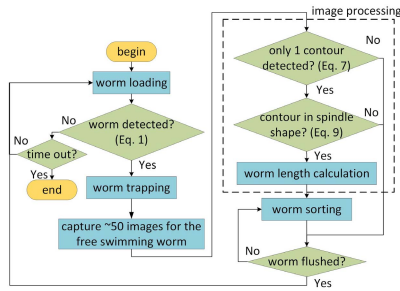 image processing
begin
worm loading
No
worm detected?
(Eq. 1)
No
time out?
Yes
Yes
end
worm trapping
capture ~50 images for the
free swimming worm
only 1 contour
detected? (Eq. 7)
No
Yes
contour in spindle
shape? (Eq. 9)
No
Yes
worm length calculation
worm sorting
No
worm flushed?
Yes